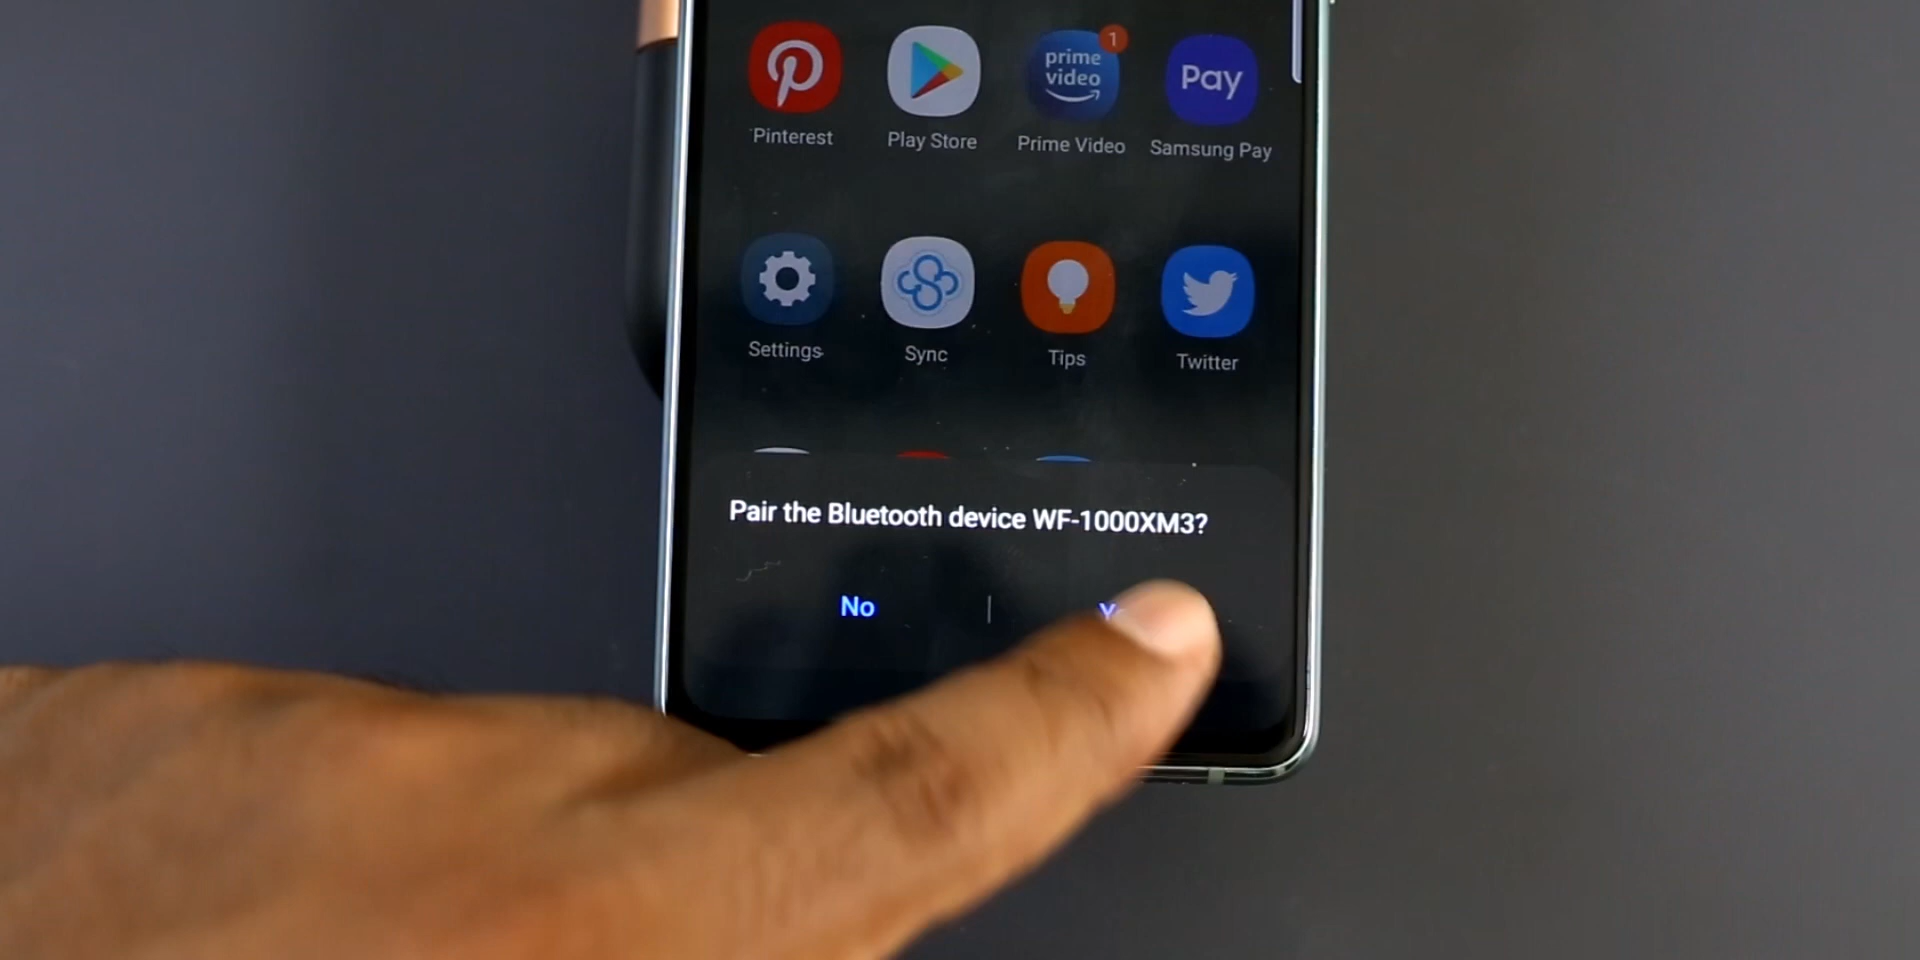 1
prime
video
Pay
Pinterest
Play Store
Prime Video
Samsung Pay
Settings
Sync
Tips
Twitter
Pair the Bluetooth device WF-1000XM3?
No